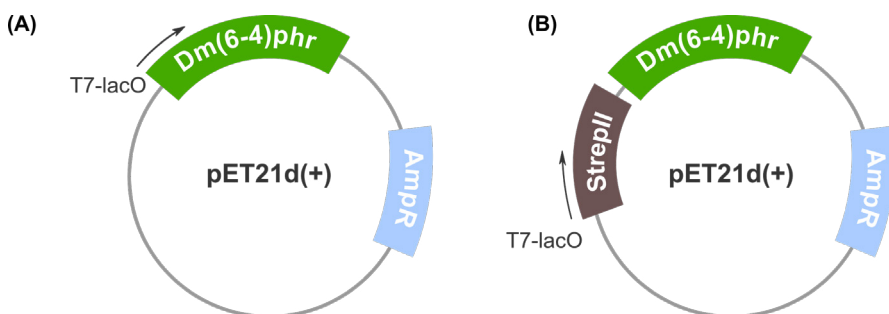 (A)
Dm(6-4)phr
T7-lacO
AmpR
pET21d(+)
(B)
Dm(6-4)phr
StrepII
AmpR
pET21d(+)
T7-lacO